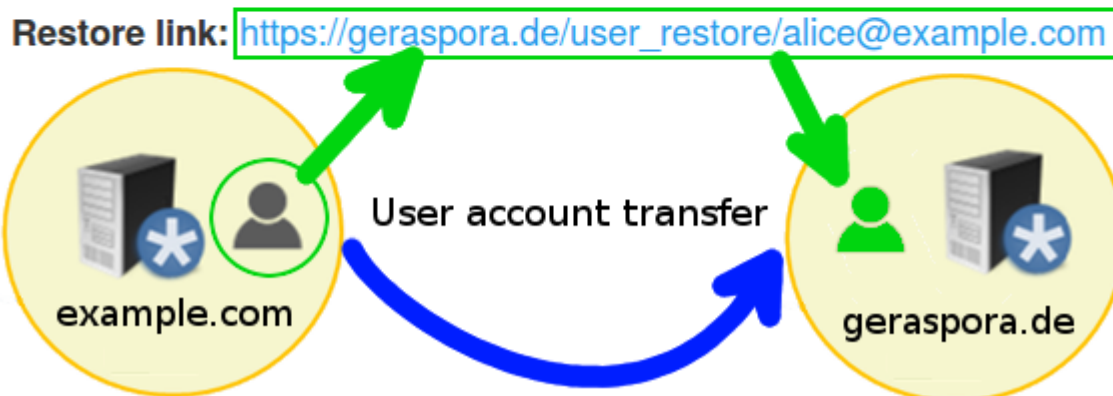 Restore link: https://geraspora.de/user_restore/alice@example.com
User account transfer
example.com
geraspora.de